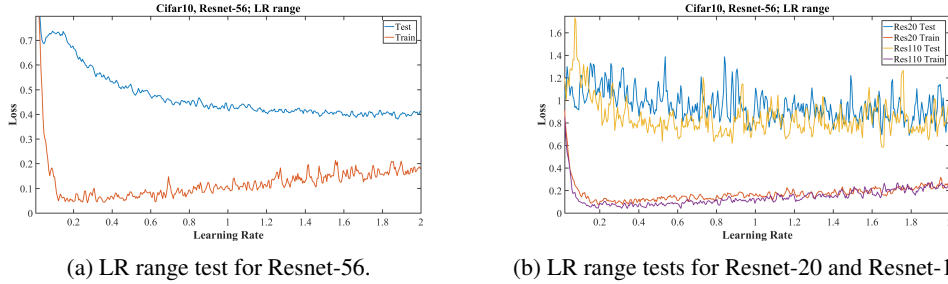 Cifar10, Resnet-56; LR range
Test
Train
Loss
0.7
0.6
0.5
0.4
0.3
0.2
0.1
0
0.2 0.4 0.6 0.8 1 1.2 1.4 1.6 1.8 2
Learning Rate
(a) LR range test for Resnet-56.
Cifar10, Resnet-56; LR range
Res20 Test
Res20 Train
Res110 Test
Res110 Train
Loss
1.6
1.4
1.2
1.0
0.8
0.6
0.4
0.2
0
0.2 0.4 0.6 0.8 1 1.2 1.4 1.6 1.8
Learning Rate
(b) LR range tests for Resnet-20 and Resnet-1